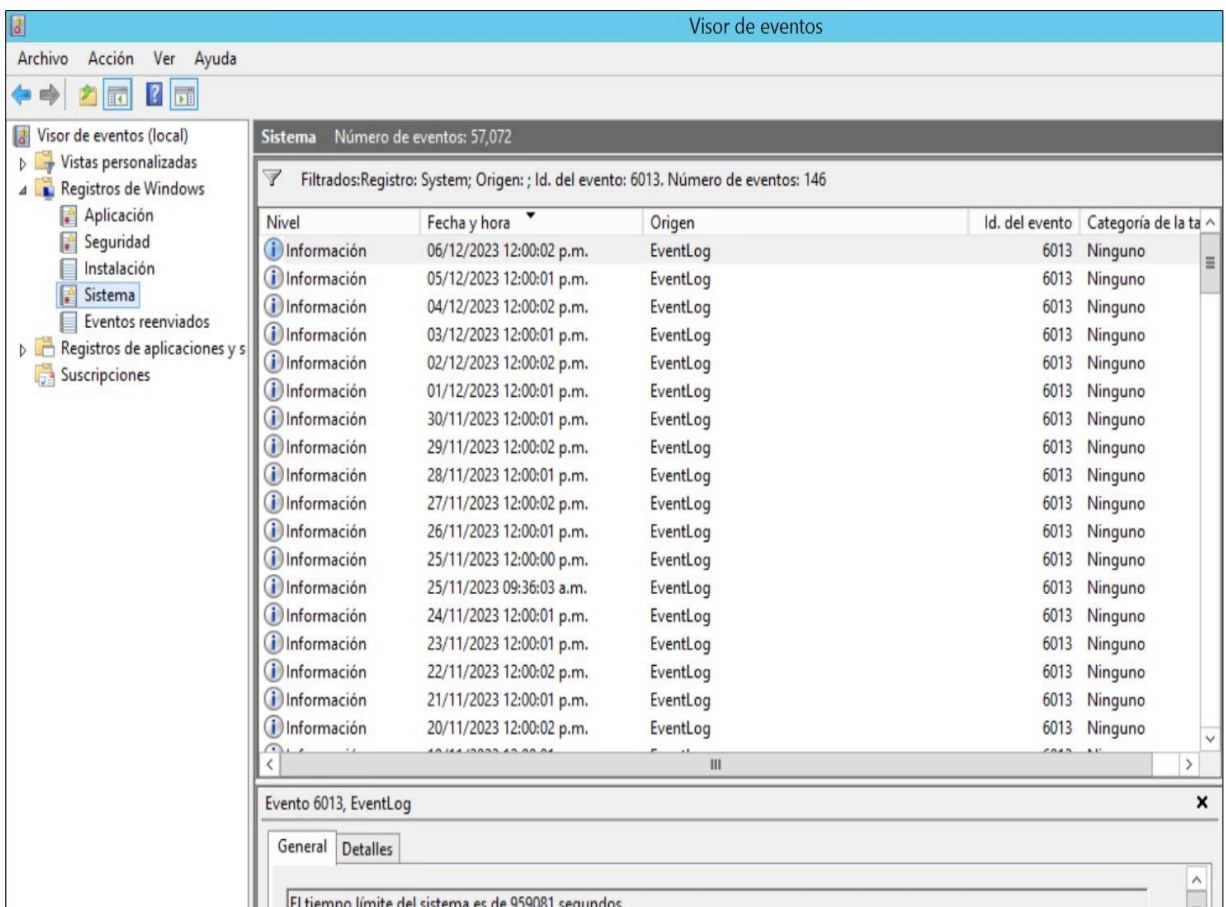 Visor de eventos
Archivo Acción Ver Ayuda
Visor de eventos (local)
Vistas personalizadas
Registros de Windows
Aplicación
Seguridad
Instalación
Sistema
Eventos reenviados
Registros de aplicaciones y s
Suscripciones
Sistema Número de eventos: 57,072
Filtrados:Registro: System; Origen: ; Id. del evento: 6013. Número de eventos: 146
Nivel Fecha y hora Origen Id. del evento Categoría de la ta
Información 06/12/2023 12:00:02 p.m. EventLog 6013 Ninguno
Información 05/12/2023 12:00:01 p.m. EventLog 6013 Ninguno
Información 04/12/2023 12:00:02 p.m. EventLog 6013 Ninguno
Información 03/12/2023 12:00:01 p.m. EventLog 6013 Ninguno
Información 02/12/2023 12:00:02 p.m. EventLog 6013 Ninguno
Información 01/12/2023 12:00:01 p.m. EventLog 6013 Ninguno
Información 30/11/2023 12:00:01 p.m. EventLog 6013 Ninguno
Información 29/11/2023 12:00:02 p.m. EventLog 6013 Ninguno
Información 28/11/2023 12:00:01 p.m. EventLog 6013 Ninguno
Información 27/11/2023 12:00:02 p.m. EventLog 6013 Ninguno
Información 26/11/2023 12:00:01 p.m. EventLog 6013 Ninguno
Información 25/11/2023 12:00:00 p.m. EventLog 6013 Ninguno
Información 25/11/2023 09:36:03 a.m. EventLog 6013 Ninguno
Información 24/11/2023 12:00:01 p.m. EventLog 6013 Ninguno
Información 23/11/2023 12:00:01 p.m. EventLog 6013 Ninguno
Información 22/11/2023 12:00:02 p.m. EventLog 6013 Ninguno
Información 21/11/2023 12:00:01 p.m. EventLog 6013 Ninguno
Información 20/11/2023 12:00:02 p.m. EventLog 6013 Ninguno
Evento 6013, EventLog
General Detalles
El tiempo límite del sistema es de 959081 segundos.